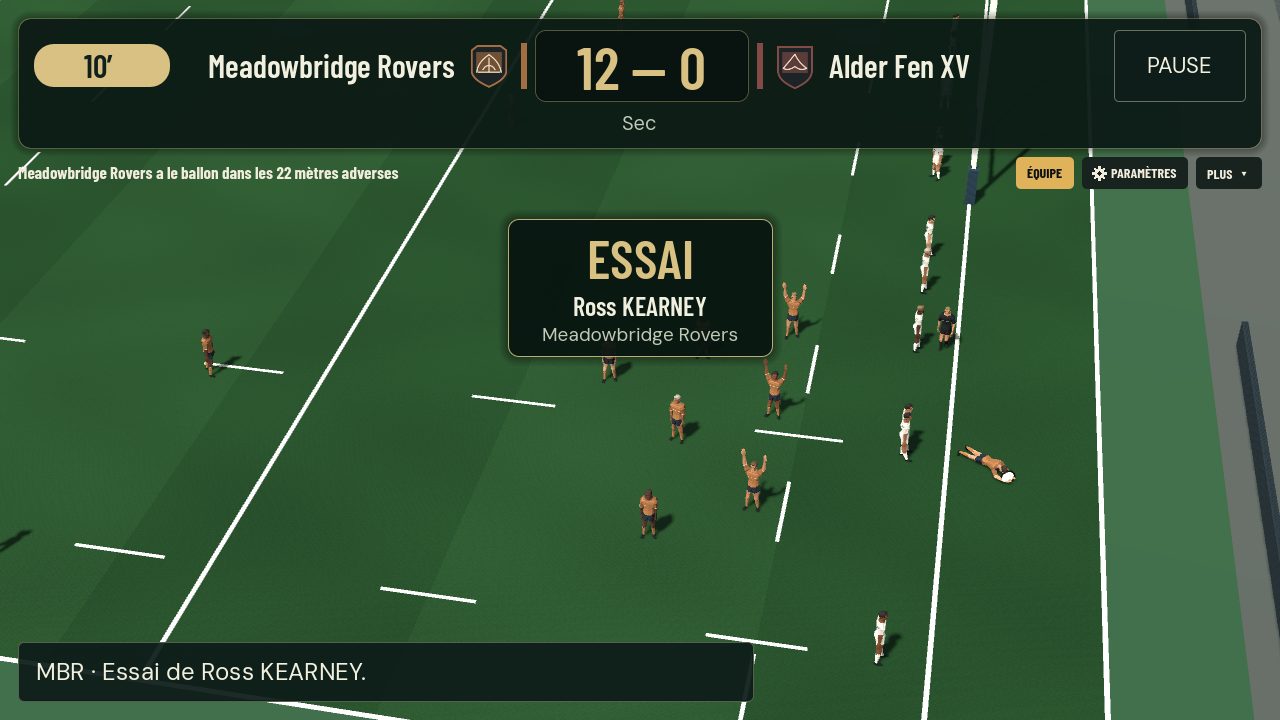 10′
Meadowbridge Rovers
12 – 0
Alder Fen XV
PAUSE
Sec
Meadowbridge Rovers a le ballon dans les 22 mètres adverses
ÉQUIPE
PARAMÈTRES
PLUS
ESSAI
Ross KEARNEY
Meadowbridge Rovers
MBR · Essai de Ross KEARNEY.